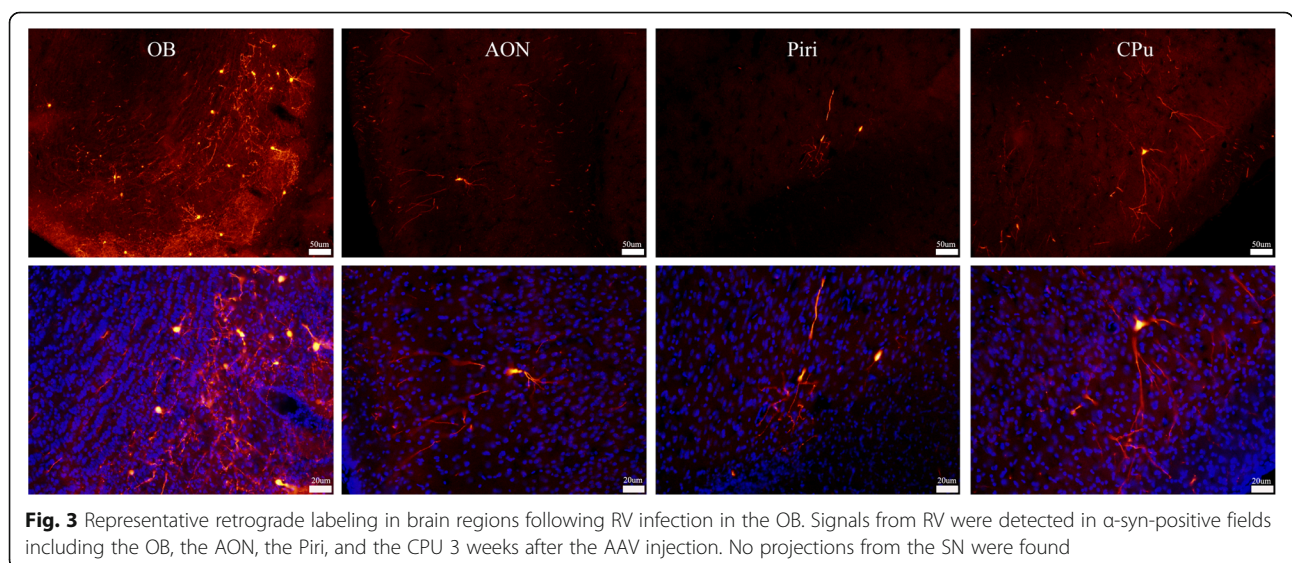 OB AON Piri CPu
50um 50um 50um 50um
20um 20um 20um 20um
Fig. 3 Representative retrograde labeling in brain regions following RV infection in the OB. Signals from RV were detected in α-syn-positive fields
including the OB, the AON, the Piri, and the CPU 3 weeks after the AAV injection. No projections from the SN were found